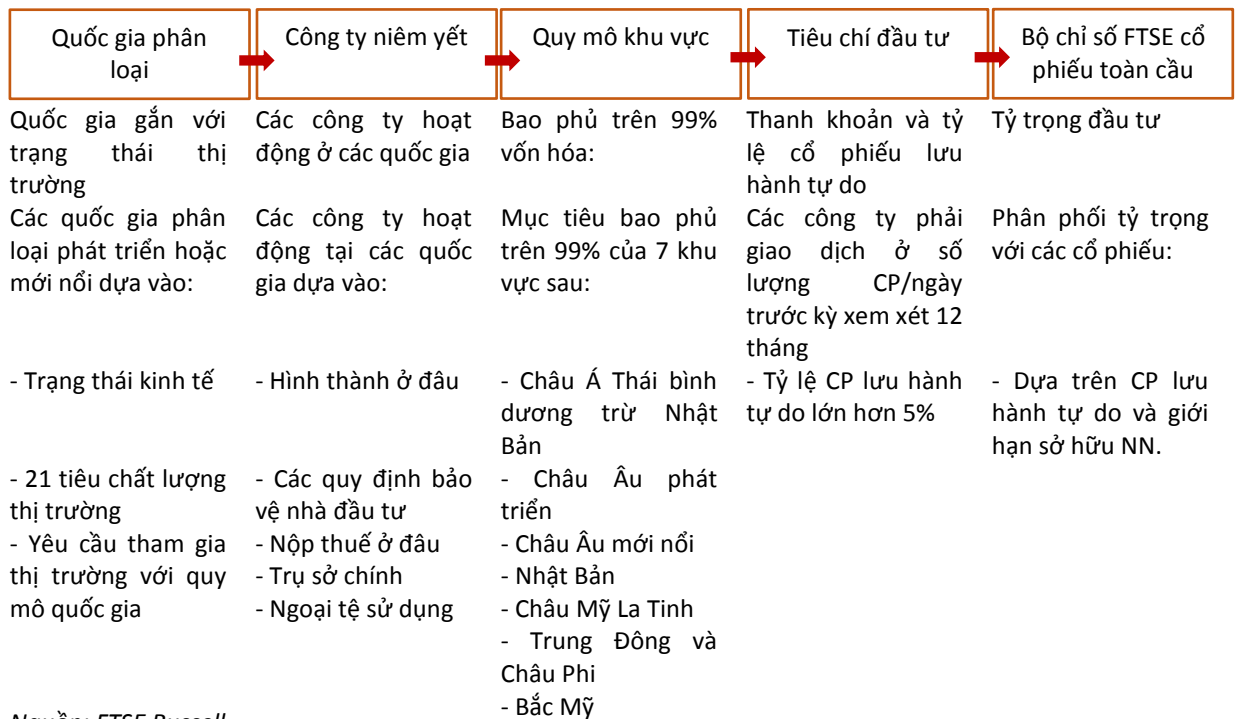 Quốc gia phân
loại
Công ty niêm yết
Quy mô khu vực
Tiêu chí đầu tư
Bộ chỉ số FTSE cổ
phiếu toàn cầu
Quốc gia gắn với
trạng thái thị
trường
Các công ty hoạt
động ở các quốc gia
Bao phủ trên 99%
vốn hóa:
Thanh khoản và tỷ
lệ cổ phiếu lưu
hành tự do
Tỷ trọng đầu tư
Các quốc gia phân
loại phát triển hoặc
mới nổi dựa vào:
Các công ty hoạt
động tại các quốc
gia dựa vào:
Mục tiêu bao phủ
trên 99% của 7 khu
vực sau:
Các công ty phải
giao dịch ở số
lượng CP/ngày
trước kỳ xem xét 12
tháng
Phân phối tỷ trọng
với các cổ phiếu:
- Trạng thái kinh tế
- Hình thành ở đâu
- Châu Á Thái bình
dương trừ Nhật
Bản
- Tỷ lệ CP lưu hành
tự do lớn hơn 5%
- Dựa trên CP lưu
hành tự do và giới
hạn sở hữu NN.
- 21 tiêu chất lượng
thị trường
- Các quy định bảo
vệ nhà đầu tư
- Châu Âu phát
triển
- Yêu cầu tham gia
thị trường với quy
mô quốc gia
- Nộp thuế ở đâu
- Trụ sở chính
- Ngoại tệ sử dụng
- Châu Âu mới nổi
- Nhật Bản
- Châu Mỹ La Tinh
- Trung Đông và
Châu Phi
- Bắc Mỹ
Nguồn: FTSE Russell